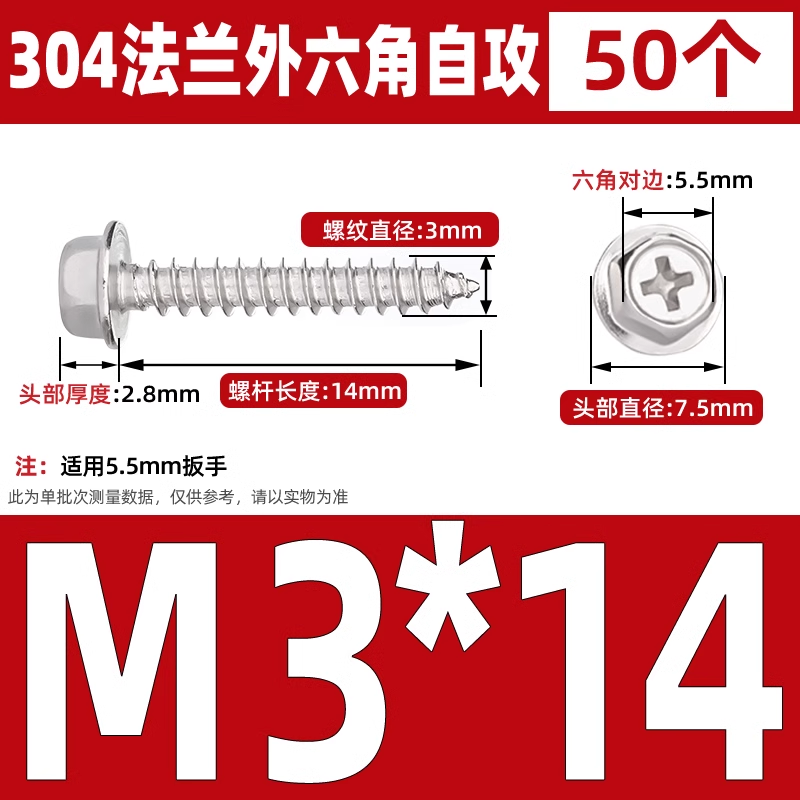 304法兰外六角自攻
50个
六角对边:5.5mm
螺纹直径:3mm
头部厚度:2.8mm
螺杆长度:14mm
头部直径:7.5mm
注：适用5.5mm扳手
此为单批次测量数据，仅供参考，请以实物为准
M3*14